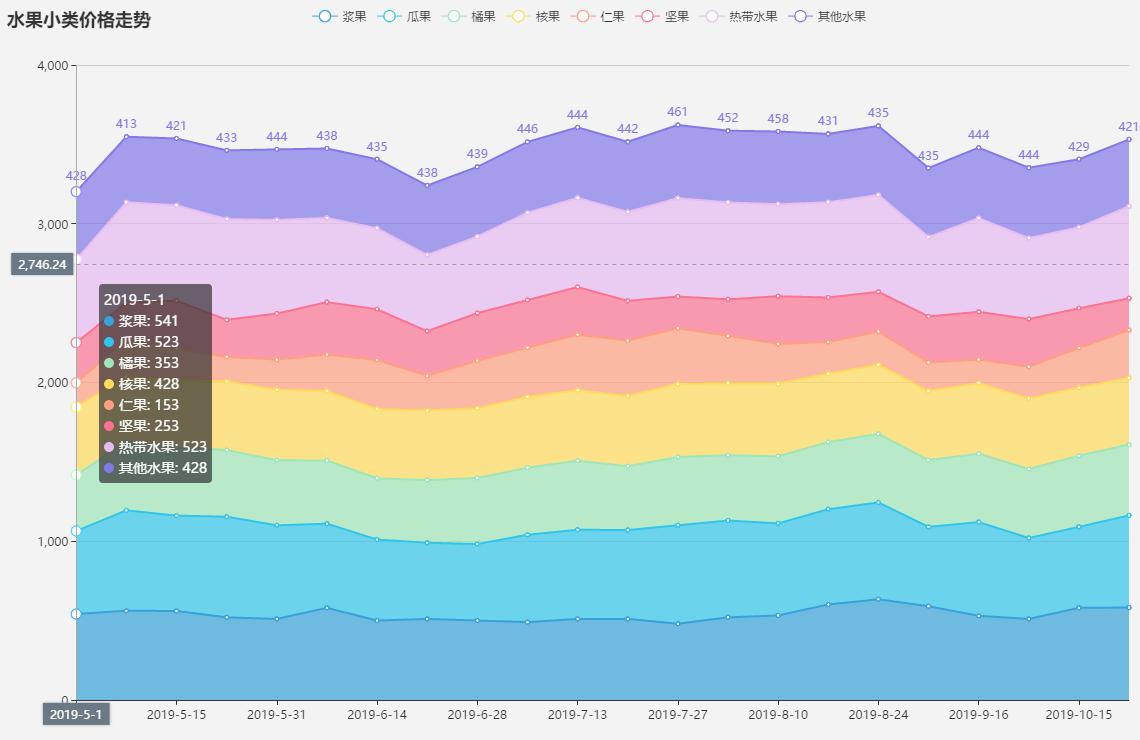 水果小类价格走势
浆果 瓜果 橘果 核果 仁果 坚果 热带水果 其他水果
4,000
3,000
2,000
1,000
0
2,746.24
428 413 421 433 444 438 435 438 439 446 444 442 461 452 458 431 435 435 444 444 429 421
2019-5-1
浆果: 541
瓜果: 523
橘果: 353
核果: 428
仁果: 153
坚果: 253
热带水果: 523
其他水果: 428
2019-5-1 2019-5-15 2019-5-31 2019-6-14 2019-6-28 2019-7-13 2019-7-27 2019-8-10 2019-8-24 2019-9-16 2019-10-15